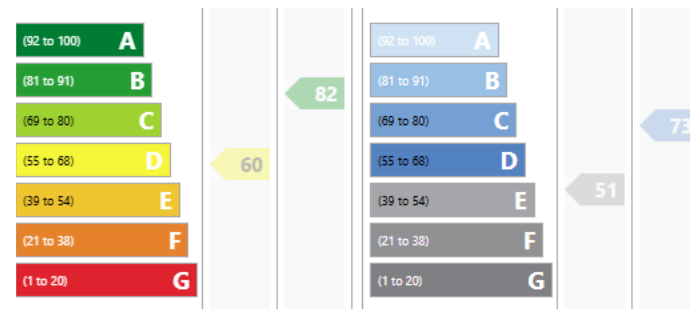 (92 to 100) A
(81 to 91) B
82
(69 to 80) C
(55 to 68) D
60
(39 to 54) E
(21 to 38) F
(1 to 20) G
(92 to 100) A
(81 to 91) B
(69 to 80) C
73
(55 to 68) D
(39 to 54) E
51
(21 to 38) F
(1 to 20) G